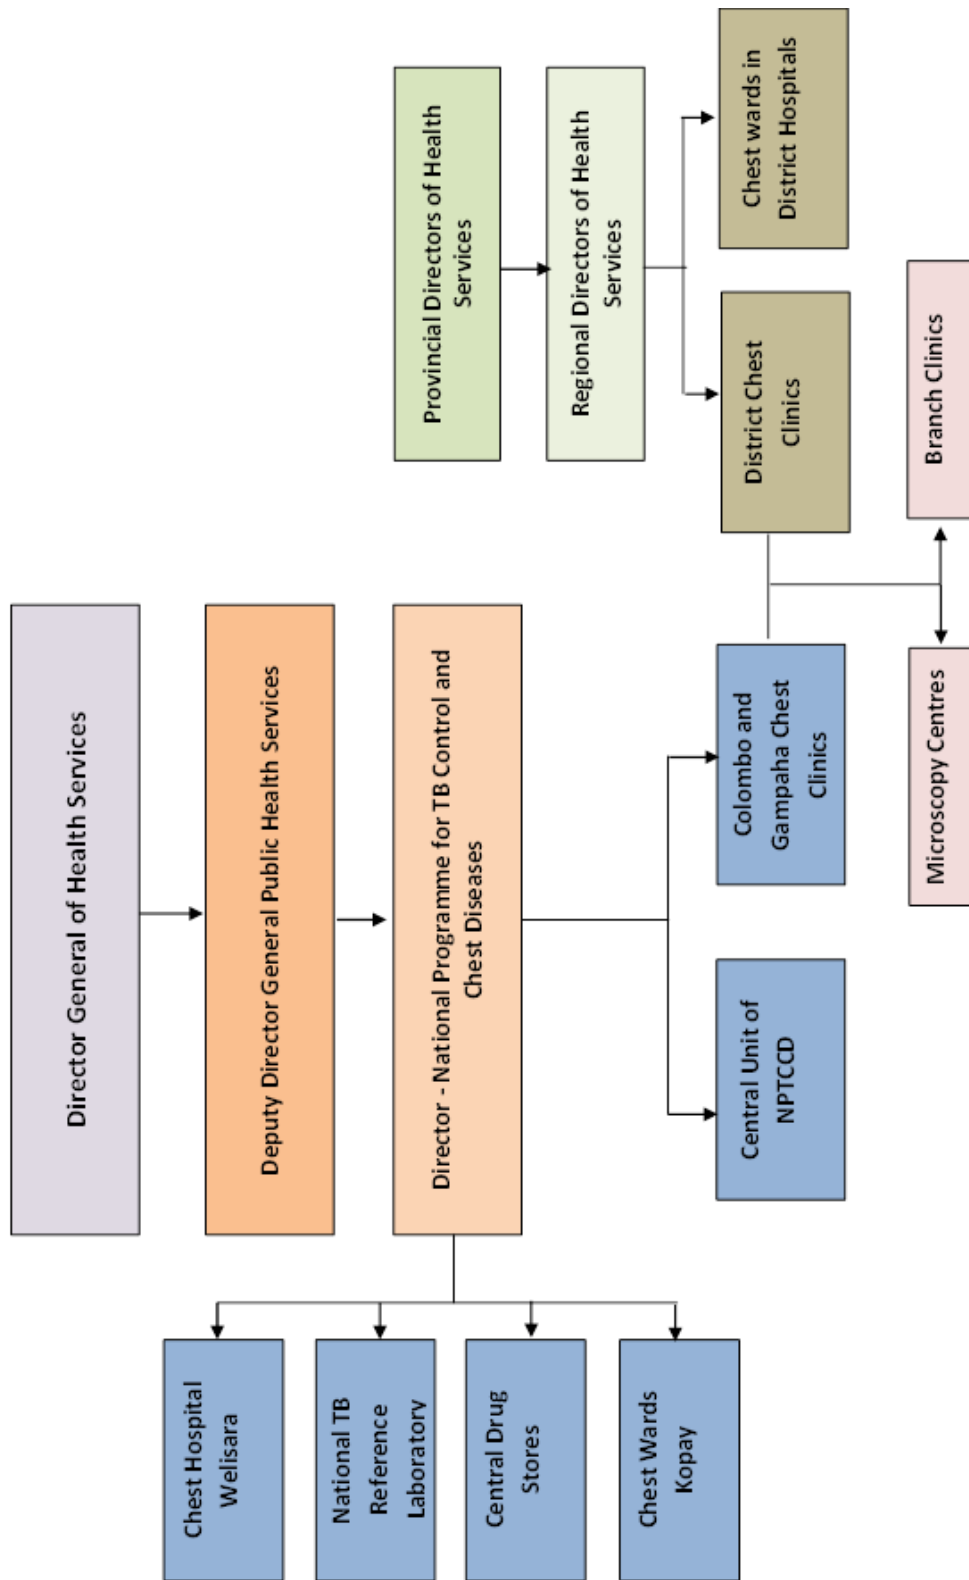 Director General of Health Services
Deputy Director General Public Health Services
Director - National Programme for TB Control and
Chest Diseases
Provincial Directors of Health
Services
Regional Directors of Health
Services
Chest Hospital
Welisara
National TB
Reference
Laboratory
Central Drug
Stores
Chest Wards
Kopay
Central Unit of
NPTCCD
Colombo and
Gampaha Chest
Clinics
District Chest
Clinics
Chest wards in
District Hospitals
Microscopy Centres
Branch Clinics